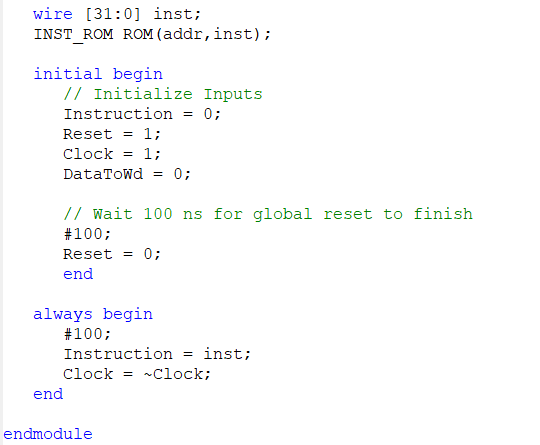 wire [31:0] inst;
INST_ROM ROM(addr,inst);
initial begin
// Initialize Inputs
Instruction = 0;
Reset = 1;
Clock = 1;
DataToWd = 0;
// Wait 100 ns for global reset to finish
#100;
Reset = 0;
end
always begin
#100;
Instruction = inst;
Clock = ~Clock;
end
endmodule